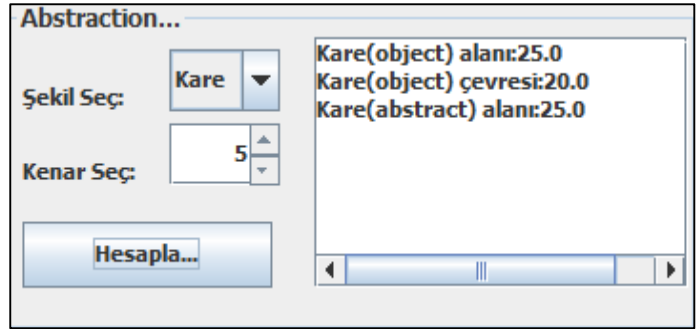 Abstraction...
Şekil Seç:
Kare
Kenar Seç:
5
Hesapla...
Kare(object) alanı:25.0
Kare(object) çevresi:20.0
Kare(abstract) alanı:25.0